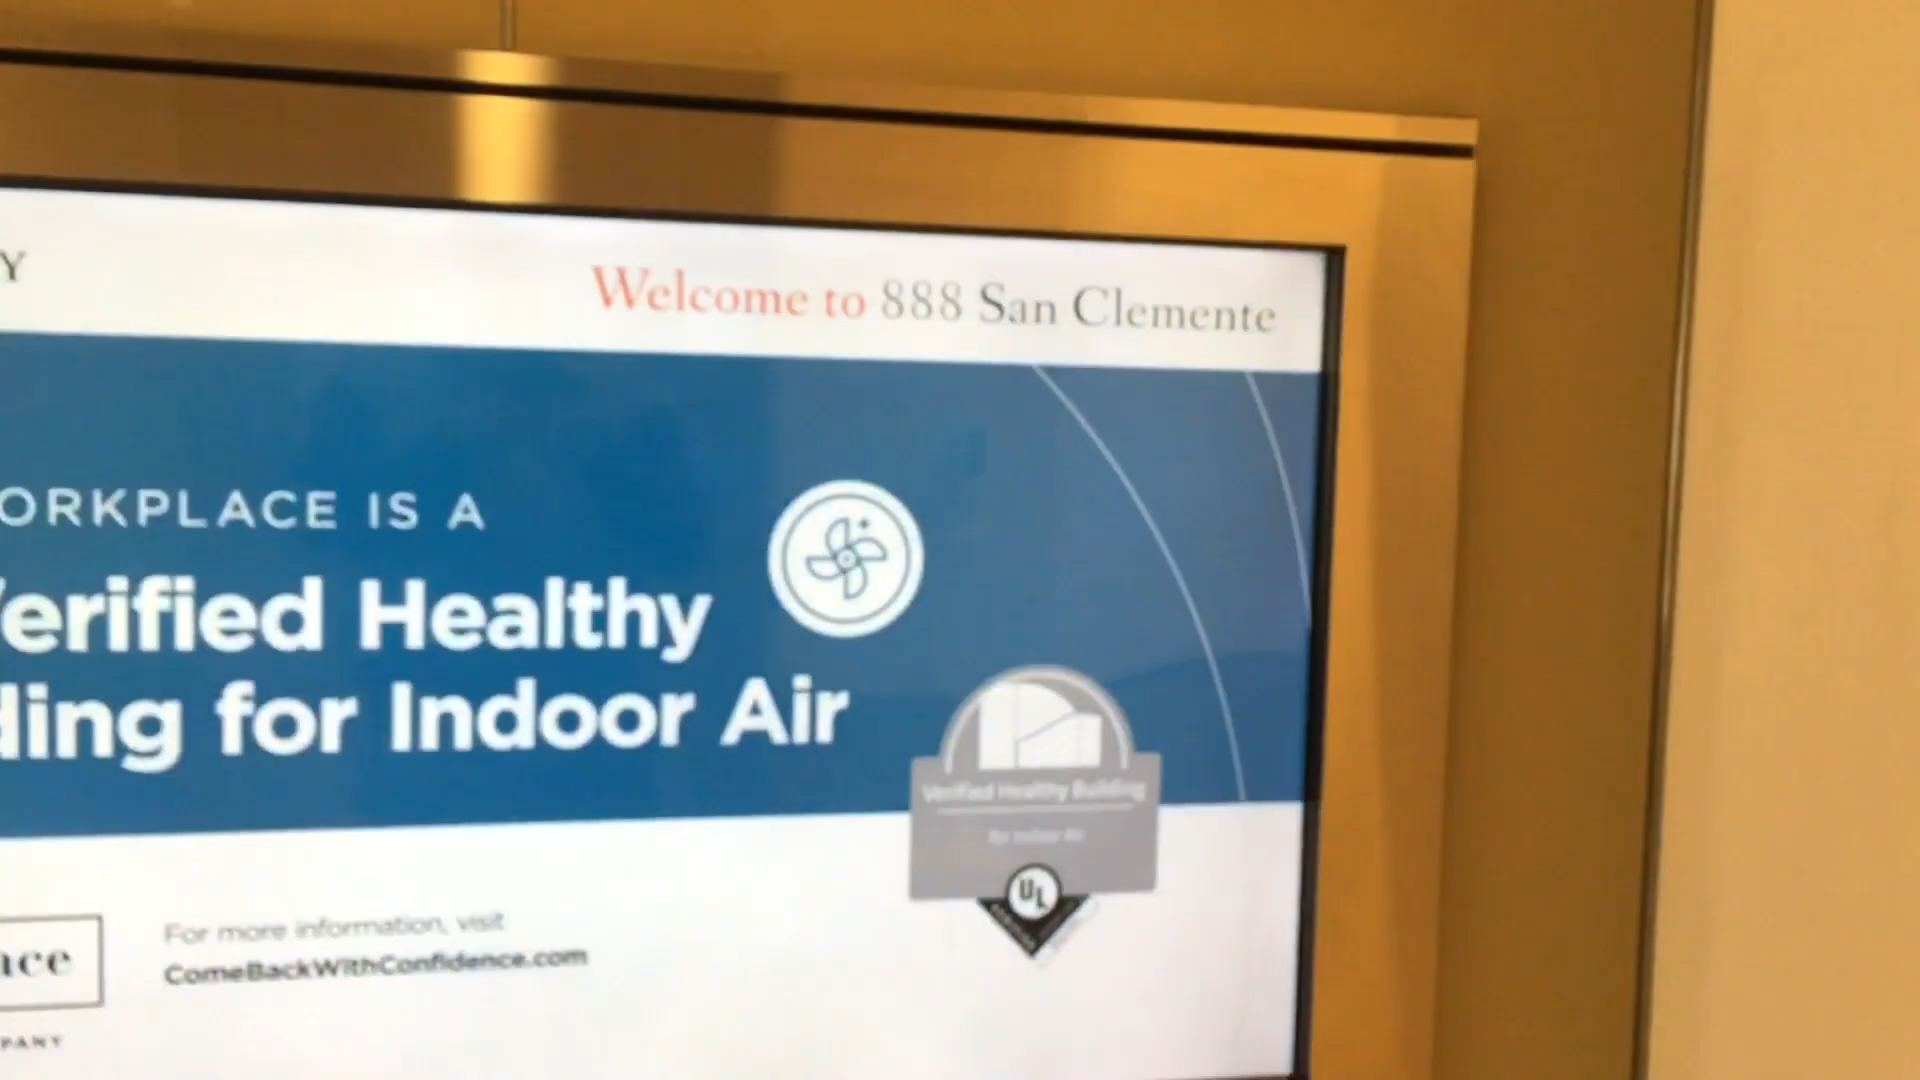 Y
Welcome to 888 San Clemente
ORKPLACE IS A
erified Healthy
ding for Indoor Air
Verified Healthy Building
for Indoor Air
UL
For more information, visit
ComeBackWithConfidence.com
ace
PANY